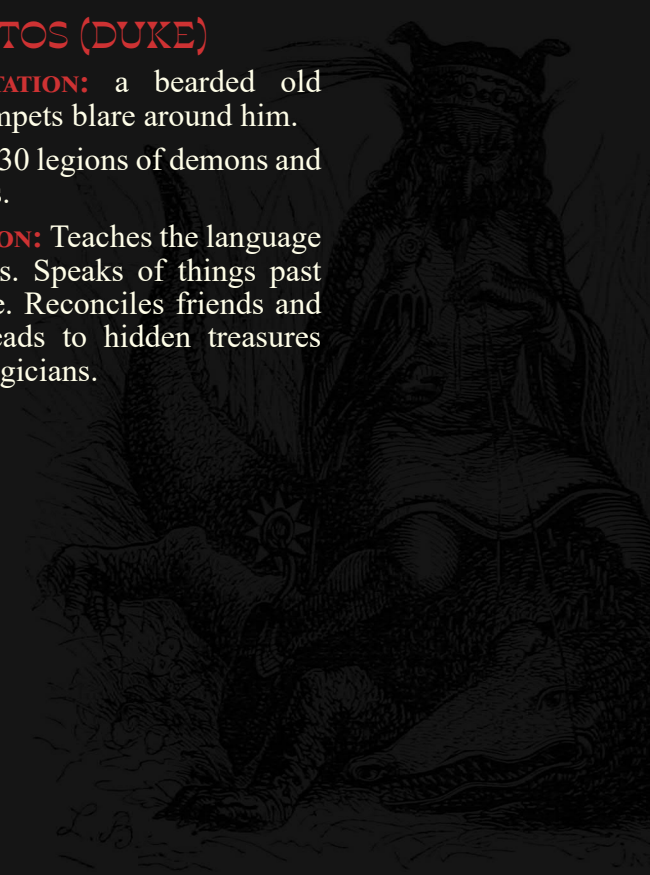 TOS (DUKE)
TATION: a bearded old
mpets blare around him.
30 legions of demons and
s.
ON: Teaches the language
s. Speaks of things past
e. Reconciles friends and
eads to hidden treasures
gicians.
L. B